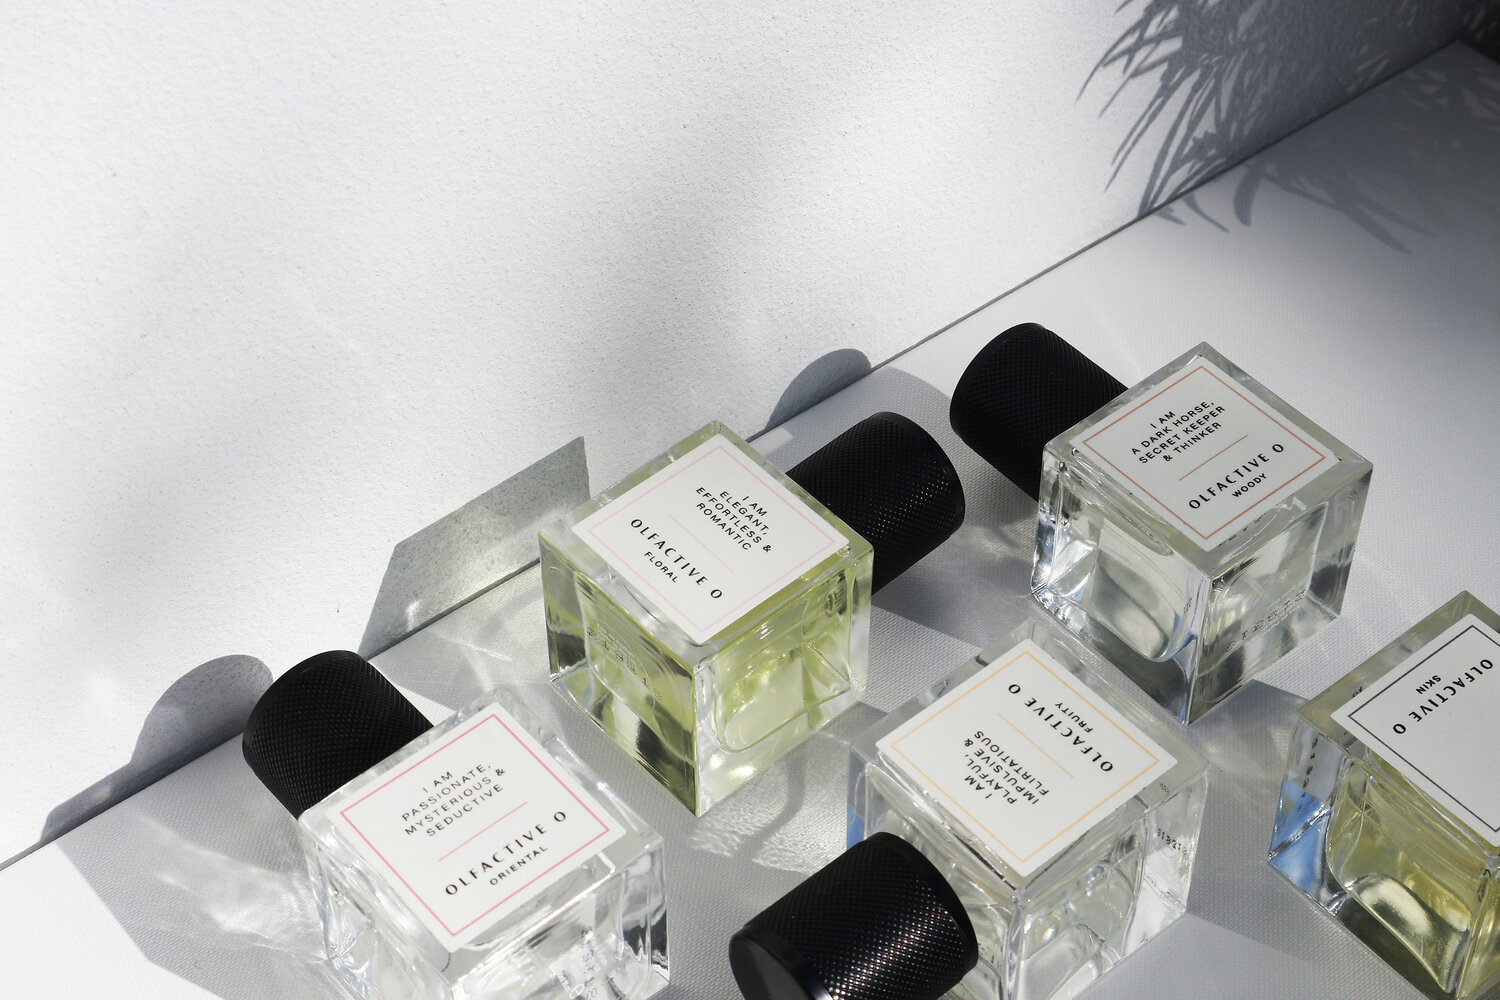 I AM
A DARK HORSE,
SECRET KEEPER
& THINKER
OLFACTIVE O
WOODY
I AM
ELEGANT,
EFFORTLESS &
ROMANTIC
OLFACTIVE O
FLORAL
I AM
PASSIONATE,
MYSTERIOUS &
SEDUCTIVE
OLFACTIVE O
ORIENTAL
I AM
PLAYFUL,
IMPULSIVE &
FLIRTATIOUS
OLFACTIVE O
FRUITY
OLFACTIVE O
SKIN